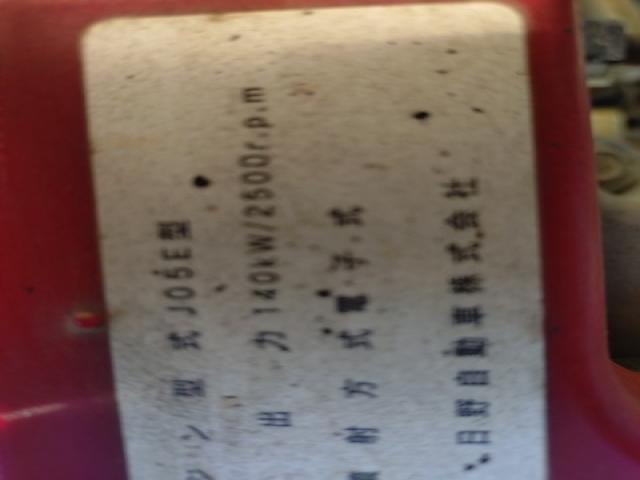 ジン型式 J05E型
出力 140kW/2500r.p.m
噴射方式 電子式
日野自動車株式会社